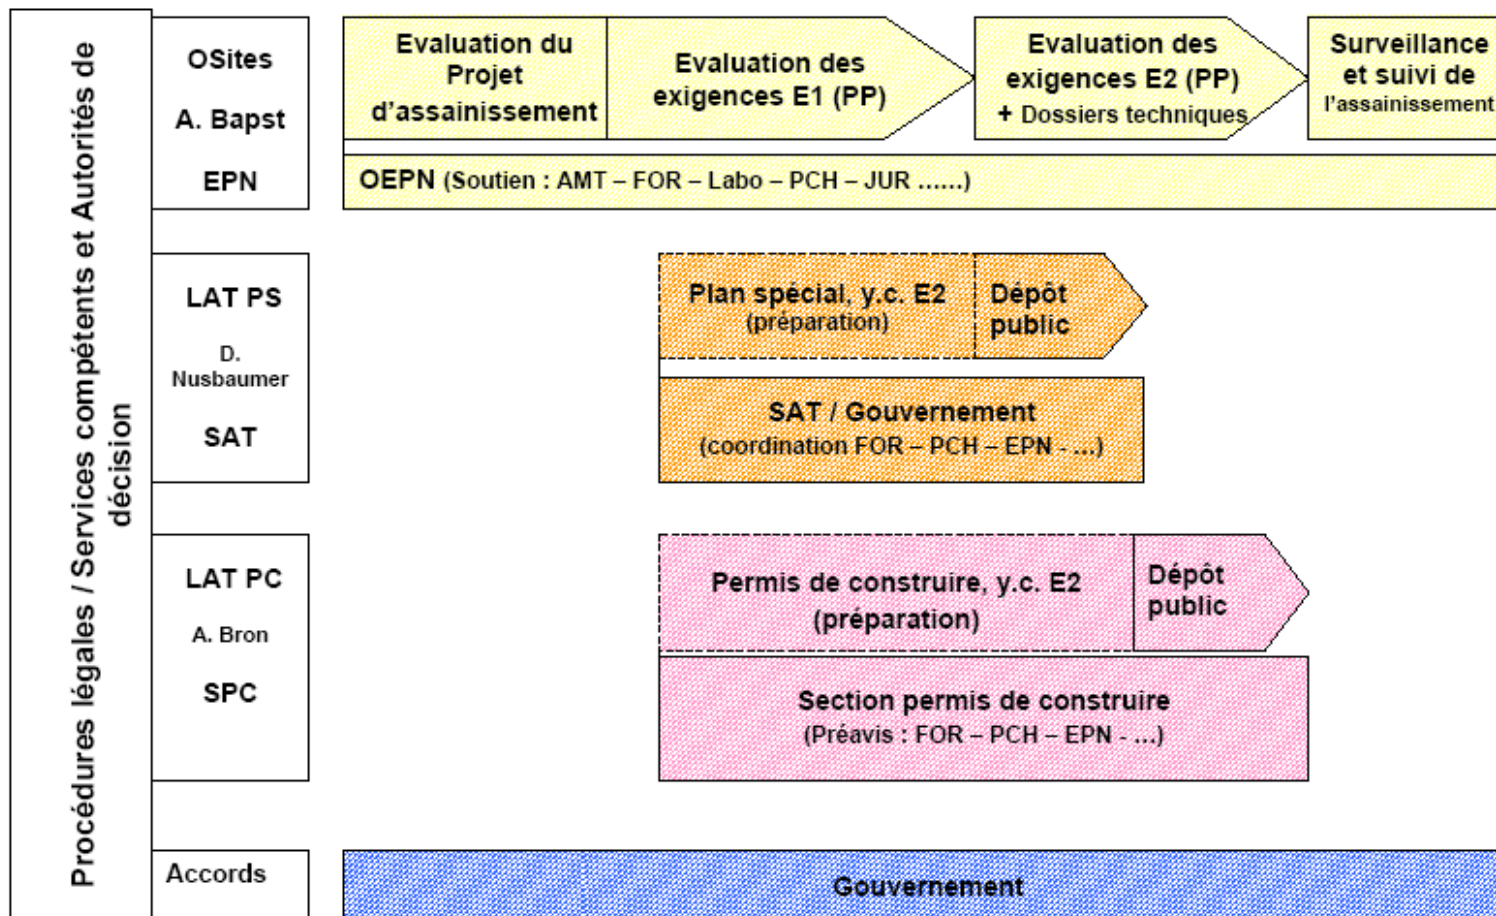 Procédures légales / Services compétents et Autorités de
décision
OSites
A. Bapst
EPN
Evaluation du
Projet
d'assainissement
Evaluation des
exigences E1 (PP)
Evaluation des
exigences E2 (PP)
+ Dossiers techniques
Surveillance
et suivi de
l'assainissement
OEPN (Soutien : AMT – FOR – Labo – PCH – JUR ......)
LAT PS
D.
Nusbaumer
SAT
Plan spécial, y.c. E2
(préparation)
Dépôt
public
SAT / Gouvernement
(coordination FOR – PCH – EPN - ...)
LAT PC
A. Bron
SPC
Permis de construire, y.c. E2
(préparation)
Dépôt
public
Section permis de construire
(Préavis : FOR – PCH – EPN - ...)
Accords
Gouvernement